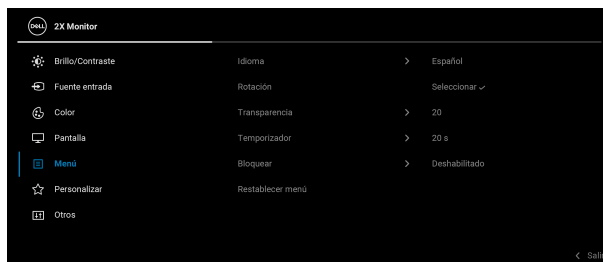 DELL 2X Monitor
Brillo/Contraste Idioma > Español
Fuente entrada Rotación Seleccionar ✓
Color Transparencia > 20
Pantalla Temporizador > 20 s
Menú Bloquear > Deshabilitado
Personalizar Restablecer menú
Otros
< Sali